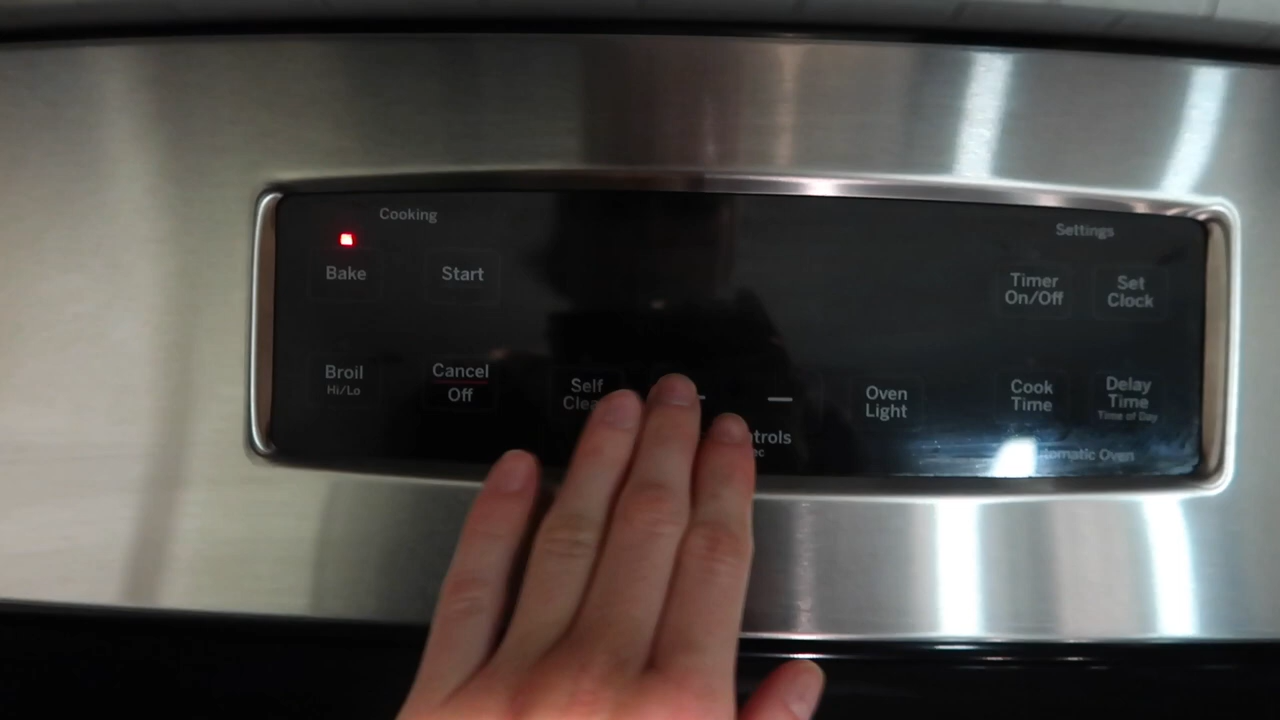 Cooking
Settings
Bake
Start
Timer
On/Off
Set
Clock
Broil
Hi/Lo
Cancel
Off
Self
Oven
Light
Cook
Time
Delay
Time
Time of Day
Oven